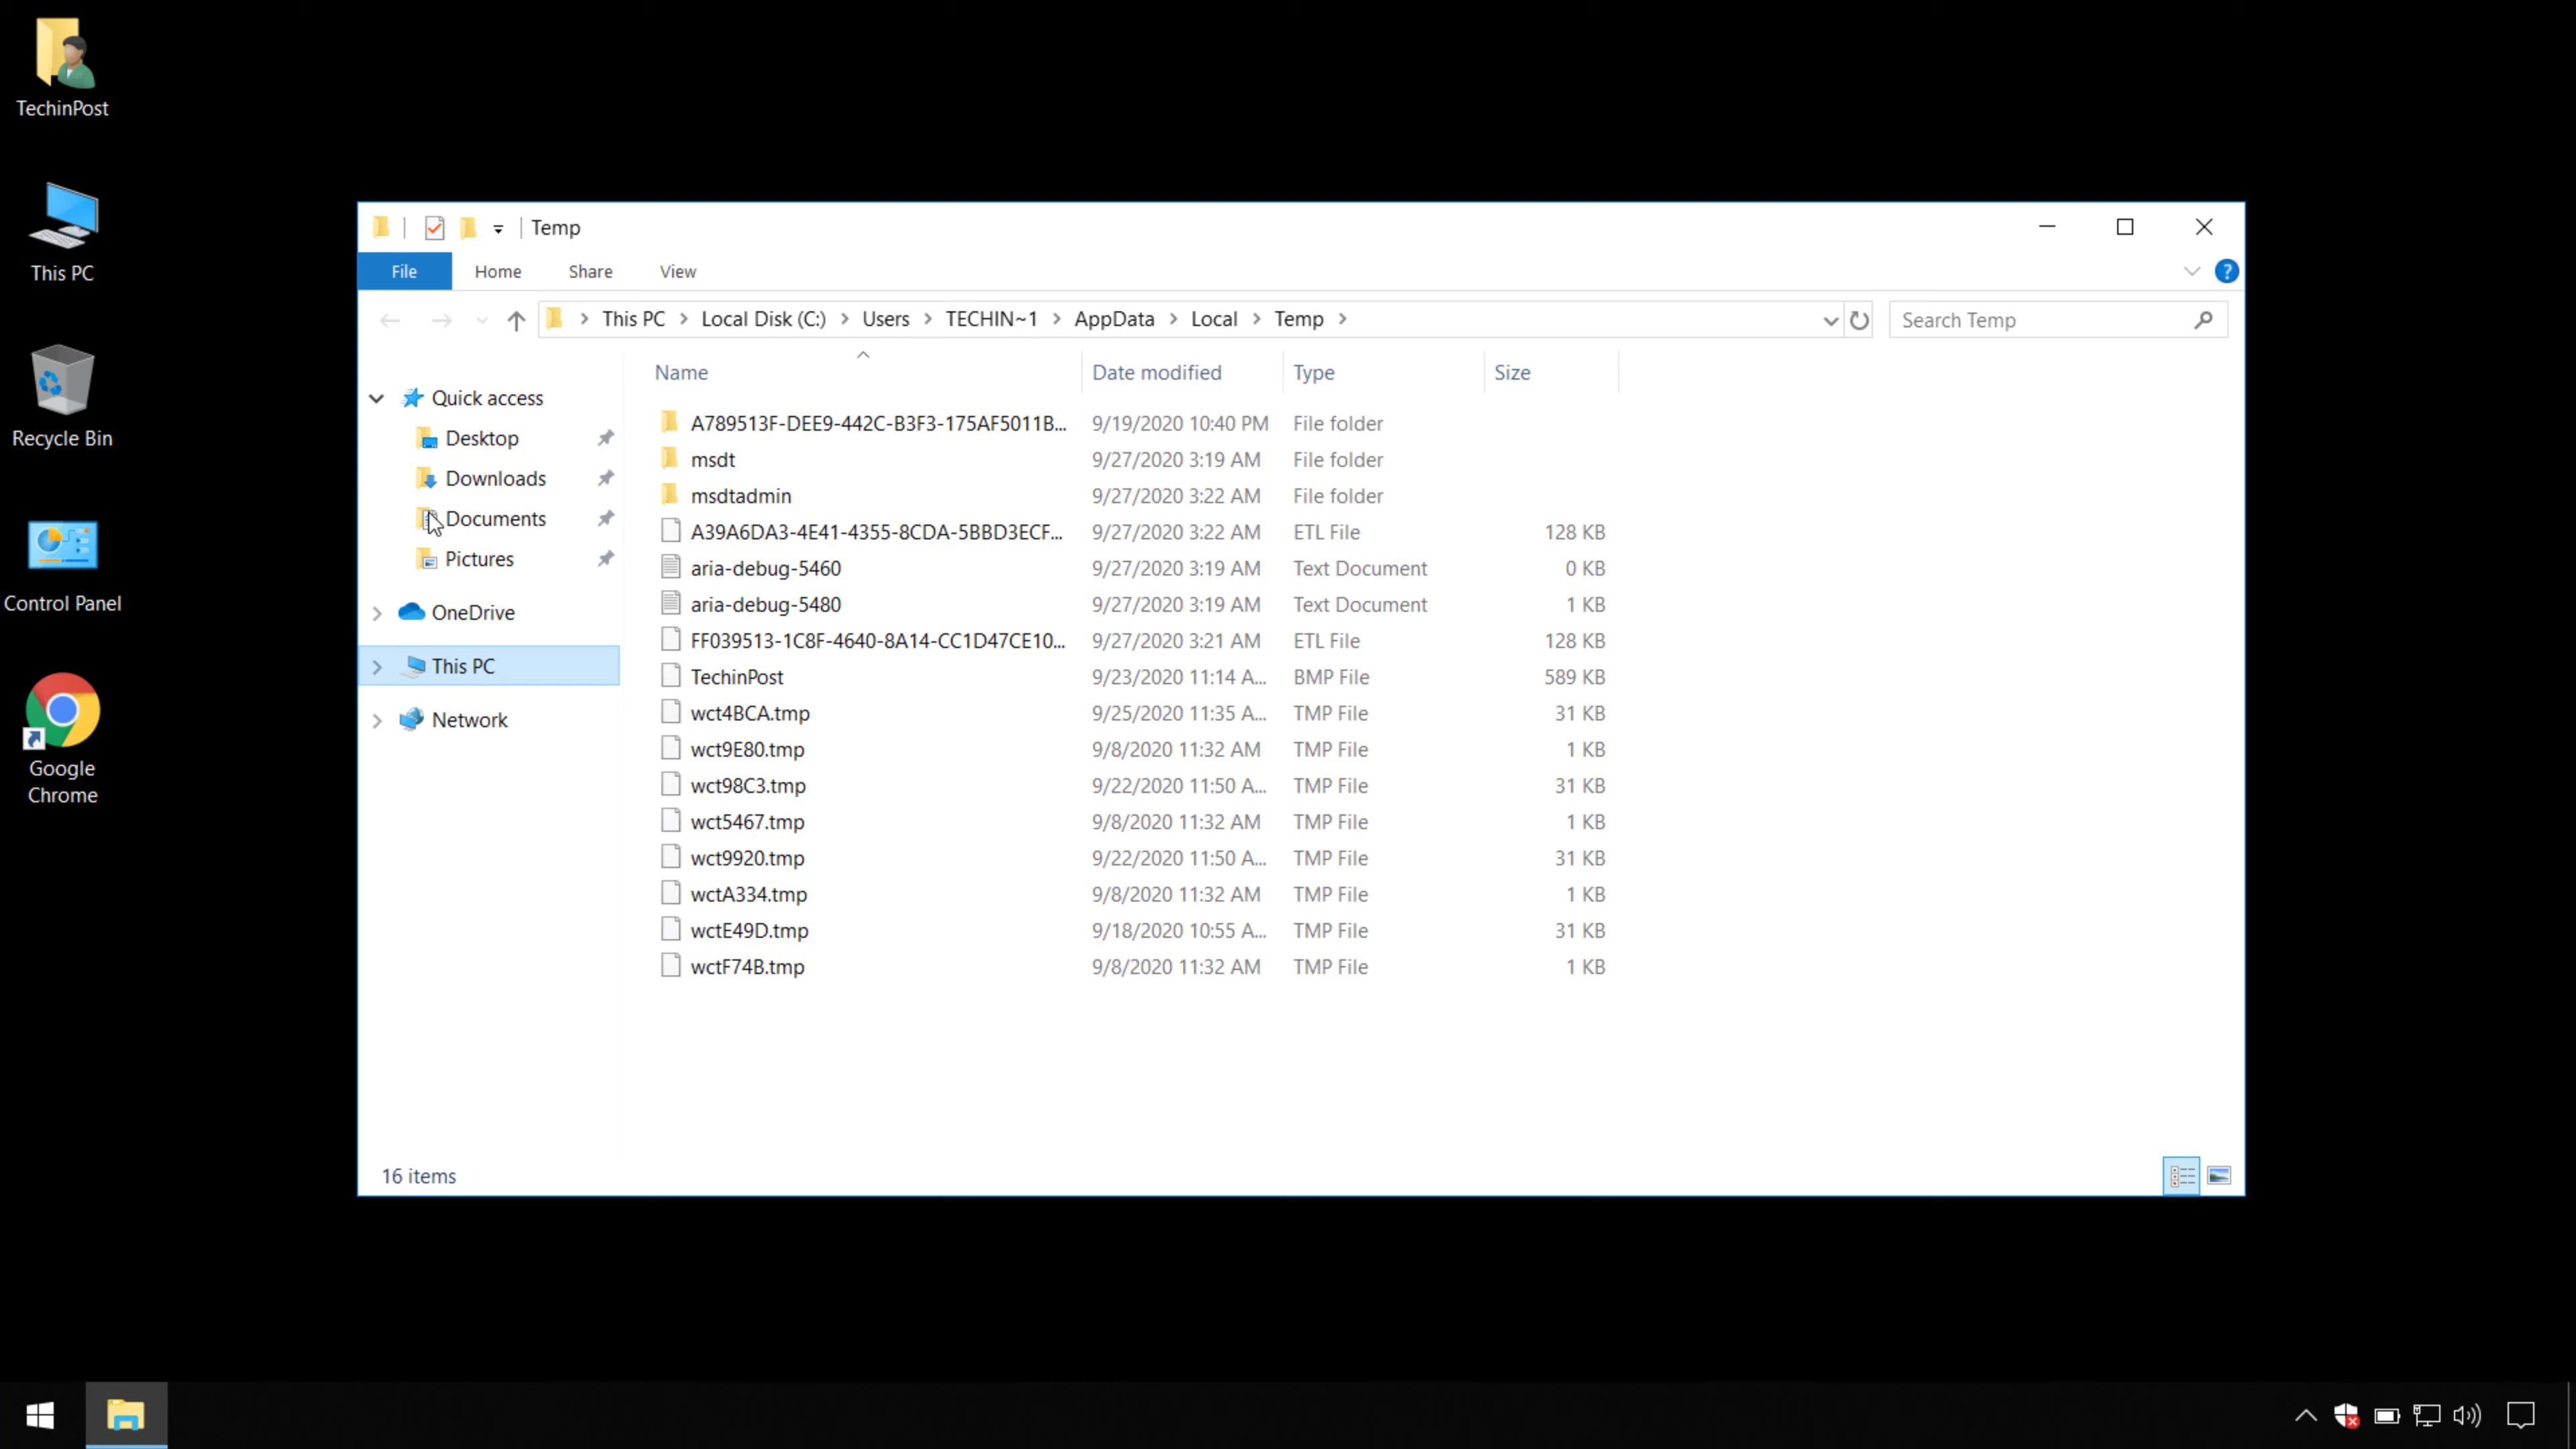 TechinPost
This PC
Recycle Bin
Control Panel
Google
Chrome
Temp
File Home Share View
?
This PC Local Disk (C:) Users TECHIN~1 AppData Local Temp
Search Temp
Quick access
Desktop
Downloads
Documents
Pictures
OneDrive
This PC
Network
Name Date modified Type Size
A789513F-DEE9-442C-B3F3-175AF5011B... 9/19/2020 10:40 PM File folder
msdt 9/27/2020 3:19 AM File folder
msdtadmin 9/27/2020 3:22 AM File folder
A39A6DA3-4E41-4355-8CDA-5BBD3ECF... 9/27/2020 3:22 AM ETL File 128 KB
aria-debug-5460 9/27/2020 3:19 AM Text Document 0 KB
aria-debug-5480 9/27/2020 3:19 AM Text Document 1 KB
FF039513-1C8F-4640-8A14-CC1D47CE10... 9/27/2020 3:21 AM ETL File 128 KB
TechinPost 9/23/2020 11:14 A... BMP File 589 KB
wct4BCA.tmp 9/25/2020 11:35 A... TMP File 31 KB
wct9E80.tmp 9/8/2020 11:32 AM TMP File 1 KB
wct98C3.tmp 9/22/2020 11:50 A... TMP File 31 KB
wct5467.tmp 9/8/2020 11:32 AM TMP File 1 KB
wct9920.tmp 9/22/2020 11:50 A... TMP File 31 KB
wctA334.tmp 9/8/2020 11:32 AM TMP File 1 KB
wctE49D.tmp 9/18/2020 10:55 A... TMP File 31 KB
wctF74B.tmp 9/8/2020 11:32 AM TMP File 1 KB
16 items